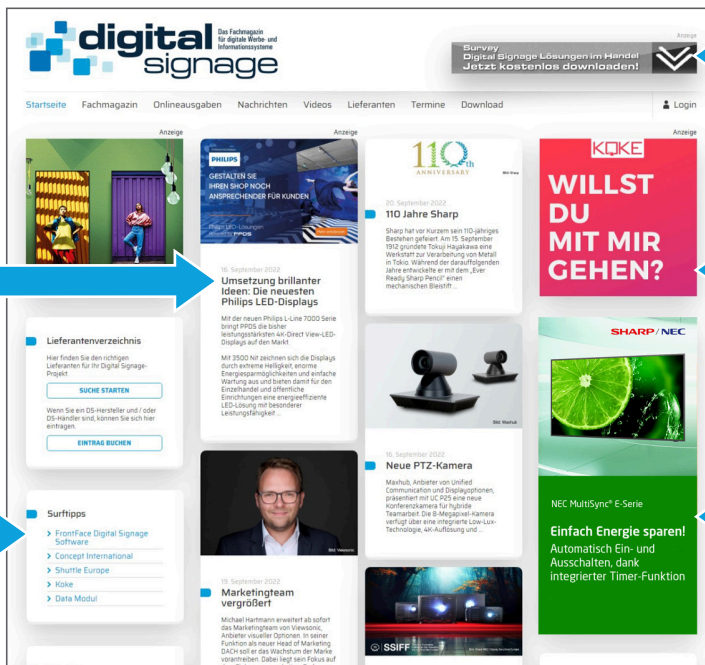 digital
signage
Das Fachmagazin
für digitale Werbe- und
Informationssysteme
Anzeige
Survey
Digital Signage Lösungen im Handel
Jetzt kostenlos downloaden!
Startseite Fachmagazin Onlineausgaben Nachrichten Videos Lieferanten Termine Download Login
Anzeige
Lieferantenverzeichnis
Hier finden Sie den richtigen
Lieferanten für Ihr Digital Signage-
Projekt.
SUCHE STARTEN
Wenn Sie ein DS-Hersteller und / oder
DS-Händler sind, können Sie sich hier
eintragen.
EINTRAG BUCHEN
Surftipps
FrontFace Digital Signage
Software
Concept International
Shuttle Europe
Koke
Data Modul
Anzeige
PHILIPS
GESTALTEN SIE
IHREN SHOP NOCH
ANSPRECHENDER FÜR KUNDEN
Philips LED-Lösungen
PPDS
16. September 2022
Umsetzung brillanter
Ideen: Die neuesten
Philips LED-Displays
Mit der neuen Philips L-Line 7000 Serie
bringt PPDS die bisher
leistungsstärksten 4K-Direct View-LED-
Displays auf den Markt.
Mit 3500 Nit zeichnen sich die Displays
durch extreme Helligkeit, enorme
Energiesparmöglichkeiten und einfache
Wartung aus und bieten damit für den
Einzelhandel und öffentliche
Einrichtungen eine energieeffiziente
LED-Lösung mit besonderer
Leistungsfähigkeit ...
Bild: Viewsonic
19. September 2022
Marketingteam
vergrößert
Michael Hartmann erweitert ab sofort
das Marketingteam von Viewsonic,
Anbieter visueller Optionen. In seiner
Funktion als neuer Head of Marketing
DACH soll er das Wachstum der Marke
vorantreiben. Dabei liegt sein Fokus auf
110th
ANNIVERSARY
Bild: Sharp
20. September 2022
110 Jahre Sharp
Sharp hat vor Kurzem sein 110-jähriges
Bestehen gefeiert. Am 15. September
1912 gründete Tokuji Hayakawa eine
Werkstatt zur Verarbeitung von Metall
in Tokio. Während der darauffolgenden
Jahre entwickelte er mit dem „Ever
Ready Sharp Pencil" einen
mechanischen Bleistift ...
Bild: Maxhub
16. September 2022
Neue PTZ-Kamera
Maxhub, Anbieter von Unified
Communication und Displayoptionen,
präsentiert mit UC P25 eine neue
Konferenzkamera für hybride
Teamarbeit. Die 8-Megapixel-Kamera
verfügt über eine integrierte Low-Lux-
Technologie, 4K-Auflösung und ...
SSIFF
Anzeige
KOKE
WILLST
DU
MIT MIR
GEHEN?
SHARP/NEC
NEC MultiSync® E-Serie
Einfach Energie sparen!
Automatisch Ein- und
Ausschalten, dank
integrierter Timer-Funktion